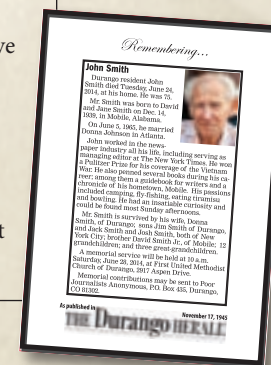 ve
t
Remembering...
John Smith
Durango resident John
Smith died Tuesday, June 24,
2014, at his home. He was 75.
Mr. Smith was born to David
and Jane Smith on Dec. 14,
1939, in Mobile, Alabama.
On June 5, 1965, he married
Donna Johnson in Atlanta.
John worked in the news-
paper industry all his life, including serving as
managing editor at The New York Times. He won
a Pulitzer Prize for his coverage of the Vietnam
War. He also penned several books during his ca-
reer; among them a guidebook for writers and a
chronicle of his hometown, Mobile. His passions
included camping, fly-fishing, eating tiramisu
and bowling. He had an insatiable curiosity and
could be found most Sunday afternoons.
Mr. Smith is survived by his wife, Donna
Smith, of Durango; sons Jim Smith of Durango,
and Jack Smith and Josh Smith, both of New
York City; brother David Smith Jr., of Mobile; 12
grandchildren; and three great-grandchildren.
A memorial service will be held at 10 a.m.
Saturday, June 28, 2014, at First United Methodist
Church of Durango, 2917 Aspen Drive.
Memorial contributions may be sent to Poor
Journalists Anonymous, P.O. Box 435, Durango,
CO 81302.
As published in
November 17, 1945
THE Durango HERALD